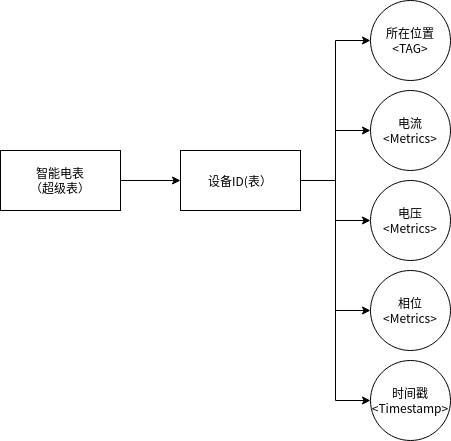 所在位置
<TAG>
电流
<Metrics>
智能电表
（超级表）
设备ID(表）
电压
<Metrics>
相位
<Metrics>
时间戳
<Timestamp>